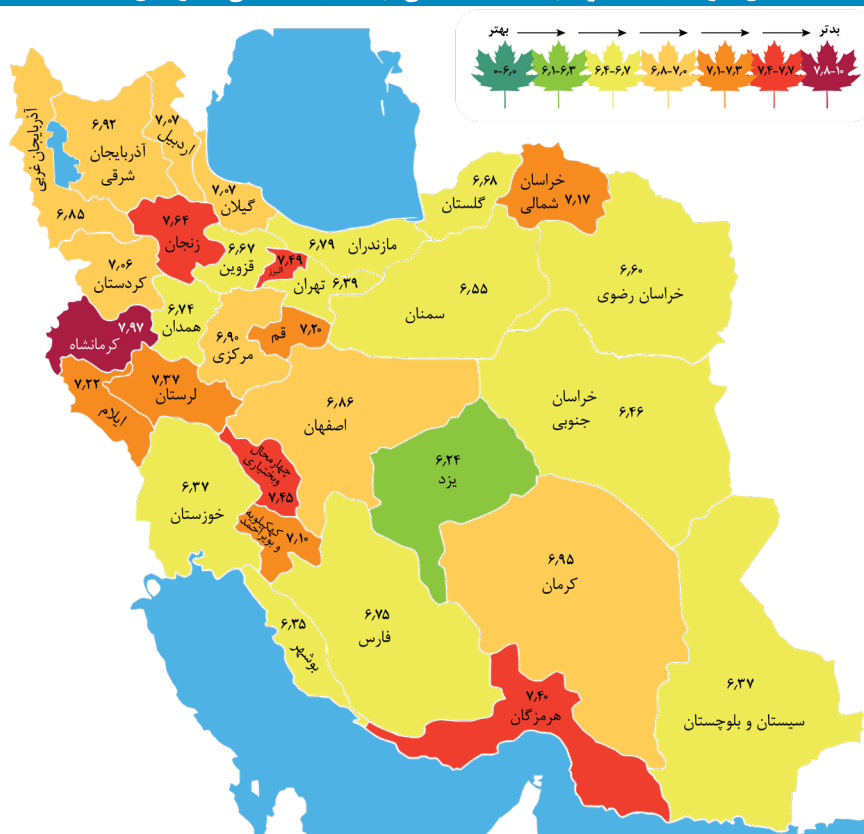 بهتر
بدتر
۰-۶٫۰
۶٫۱-۶٫۳
۶٫۴-۶٫۷
۶٫۸-۷٫۰
۷٫۱-۷٫۳
۷٫۴-۷٫۷
۷٫۸-۱۰
آذربایجان غربی
۶٫۸۵
۶٫۹۲
آذربایجان
شرقی
۷٫۰۷
اردبیل
۷٫۰۷
گیلان
۷٫۶۴
زنجان
۶٫۶۷
قزوین
۷٫۴۹
البرز
۶٫۷۹ مازندران
تهران ۶٫۳۹
۶٫۶۸
گلستان
خراسان
شمالی ۷٫۱۷
۶٫۶۰
خراسان رضوی
۶٫۵۵
سمنان
۷٫۰۶
کردستان
۶٫۷۴
همدان
۷٫۹۷
کرمانشاه
۶٫۹۰
مرکزی
قم ۷٫۲۰
۷٫۲۲
ایلام
۷٫۳۷
لرستان
۶٫۸۶
اصفهان
خراسان
جنوبی
۶٫۴۶
۶٫۲۴
یزد
چهارمحال
وبختیاری
۷٫۴۵
۶٫۳۷
خوزستان
کهکیلویه
و بویراحمد
۷٫۱۰
۶٫۹۵
کرمان
۶٫۳۵
بوشهر
۶٫۷۵
فارس
۷٫۴۰
هرمزگان
۶٫۳۷
سیستان و بلوچستان